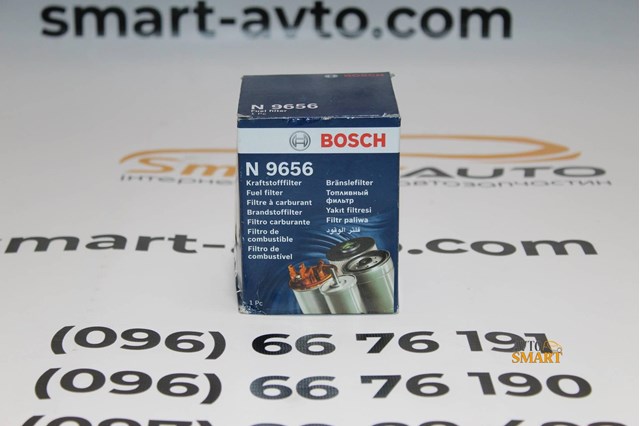 smart-avto.com
N 9656
Fuel filter
BOSCH
N 9656
Kraftstofffilter
Fuel filter
Filtre à carburant
Brandstoffilter
Filtro carburante
Filtro de
combustible
Filtro de
combustível
Bränslefilter
Топливный
фильтр
Yakıt filtresi
Filtr paliwa
فلتر الوقود
1 Pc
(096) 66 76 191
AVTO
SMART
(096) 66 76 190